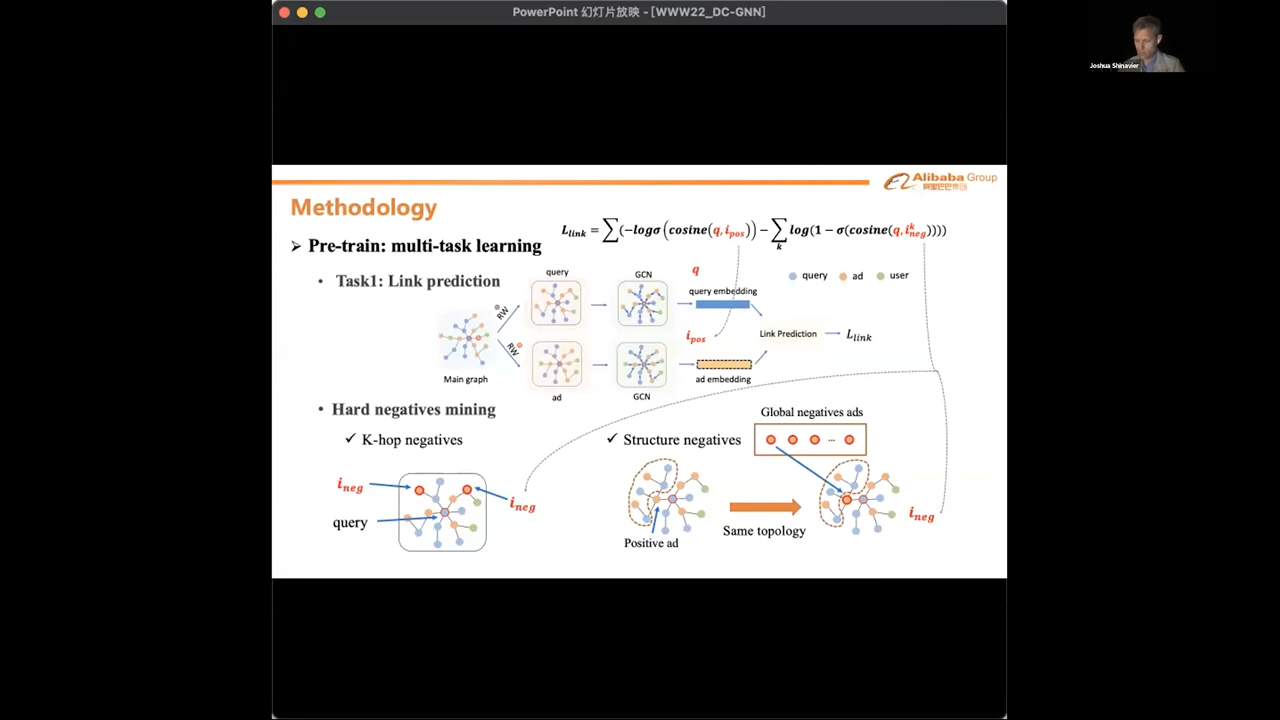 PowerPoint 幻灯片放映 - [WWW22_DC-GNN]
Joshua Shinavier
Alibaba Group
阿里巴巴集团
Methodology
➢ Pre-train: multi-task learning
L_link = ∑(−logσ(cosine(q, i_pos)) − ∑_k log(1 − σ(cosine(q, i^k_neg))))
• Task1: Link prediction
query ad user
query
GCN
q
query embedding
RW
RW
Main graph
i_pos
Link Prediction
L_link
ad
GCN
ad embedding
• Hard negatives mining
✓ K-hop negatives
i_neg
i_neg
query
✓ Structure negatives
Global negatives ads
...
Positive ad
Same topology
i_neg